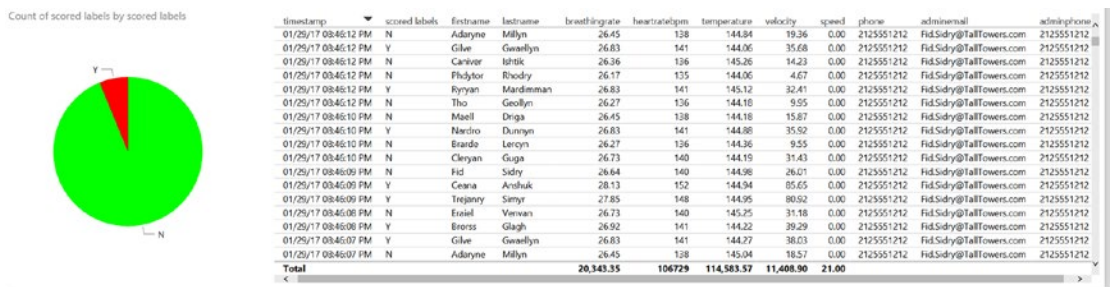 Count of scored labels by scored labels
Y
N
timestamp scored labels firstname lastname breathingrate heartratebpm temperature velocity speed phone adminemail adminphone
01/29/17 08:46:12 PM N Adaryne Millyn 26.45 138 144.84 19.36 0.00 2125551212 Fid.Sidry@TallTowers.com 2125551212
01/29/17 08:46:12 PM Y Gilve Gwaellyn 26.83 141 144.06 35.68 0.00 2125551212 Fid.Sidry@TallTowers.com 2125551212
01/29/17 08:46:12 PM N Caniver Ishtik 26.36 136 145.26 14.23 0.00 2125551212 Fid.Sidry@TallTowers.com 2125551212
01/29/17 08:46:12 PM N Phdytor Rhodry 26.17 135 144.06 4.67 0.00 2125551212 Fid.Sidry@TallTowers.com 2125551212
01/29/17 08:46:12 PM Y Ryryan Mardimman 26.83 141 145.12 32.41 0.00 2125551212 Fid.Sidry@TallTowers.com 2125551212
01/29/17 08:46:12 PM N Tho Geollyn 26.27 136 144.18 9.95 0.00 2125551212 Fid.Sidry@TallTowers.com 2125551212
01/29/17 08:46:10 PM N Maell Driga 26.45 138 144.18 15.87 0.00 2125551212 Fid.Sidry@TallTowers.com 2125551212
01/29/17 08:46:10 PM Y Nardro Dunnyn 26.83 141 144.88 35.92 0.00 2125551212 Fid.Sidry@TallTowers.com 2125551212
01/29/17 08:46:10 PM N Brarde Lercyn 26.27 136 144.36 9.55 0.00 2125551212 Fid.Sidry@TallTowers.com 2125551212
01/29/17 08:46:10 PM N Cleryan Guga 26.73 140 144.19 31.43 0.00 2125551212 Fid.Sidry@TallTowers.com 2125551212
01/29/17 08:46:09 PM N Fid Sidry 26.64 140 144.98 26.01 0.00 2125551212 Fid.Sidry@TallTowers.com 2125551212
01/29/17 08:46:09 PM Y Ceana Anshuk 28.13 152 144.94 85.65 0.00 2125551212 Fid.Sidry@TallTowers.com 2125551212
01/29/17 08:46:09 PM Y Trejanry Simyr 27.85 148 144.95 80.92 0.00 2125551212 Fid.Sidry@TallTowers.com 2125551212
01/29/17 08:46:08 PM N Eraiel Venvan 26.73 140 145.25 31.18 0.00 2125551212 Fid.Sidry@TallTowers.com 2125551212
01/29/17 08:46:08 PM Y Brorss Glagh 26.92 141 144.22 39.29 0.00 2125551212 Fid.Sidry@TallTowers.com 2125551212
01/29/17 08:46:07 PM Y Gilve Gwaellyn 26.83 141 144.27 38.03 0.00 2125551212 Fid.Sidry@TallTowers.com 2125551212
01/29/17 08:46:07 PM N Adaryne Millyn 26.45 138 145.04 18.57 0.00 2125551212 Fid.Sidry@TallTowers.com 2125551212
Total 20,343.35 106729 114,583.57 11,408.90 21.00